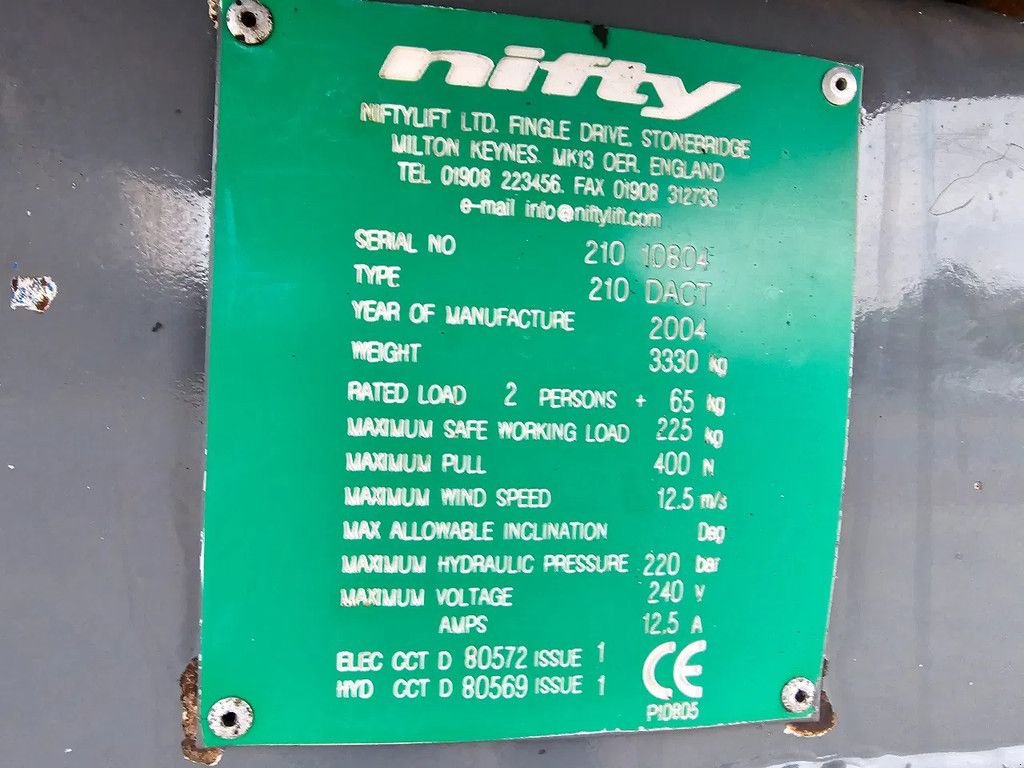 nifty
NIFTYLIFT LTD. FINGLE DRIVE, STONEBRIDGE
MILTON KEYNES. MK13 OER. ENGLAND
TEL 01908 223456. FAX 01908 312733
e-mail info@niftylift.com
SERIAL NO 210 10804
TYPE 210 DACT
YEAR OF MANUFACTURE 2004
WEIGHT 3330 kg
RATED LOAD 2 PERSONS + 65 kg
MAXIMUM SAFE WORKING LOAD 225 kg
MAXIMUM PULL 400 N
MAXIMUM WIND SPEED 12.5 m/s
MAX ALLOWABLE INCLINATION Deg
MAXIMUM HYDRAULIC PRESSURE 220 bar
MAXIMUM VOLTAGE 240 V
AMPS 12.5 A
ELEC CCT D 80572 ISSUE 1
HYD CCT D 80569 ISSUE 1
CE
P10805